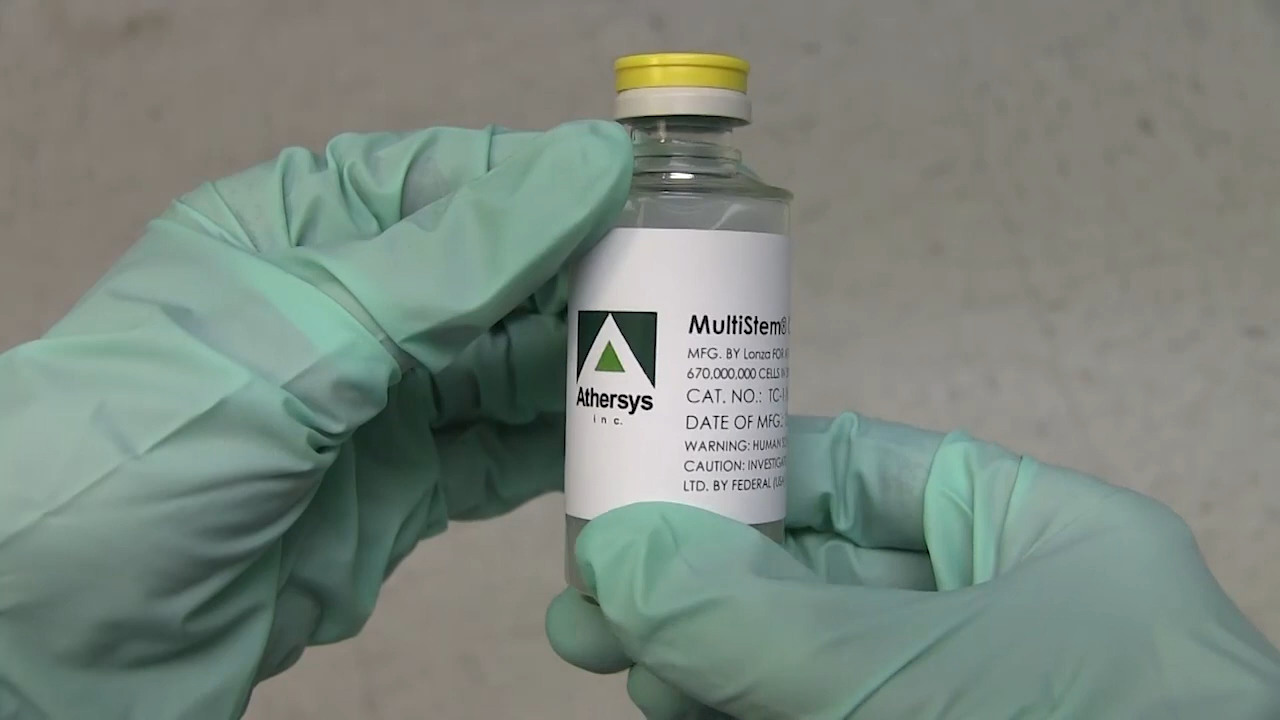 Athersys
inc.
MultiStem®
MFG. BY Lonza FOR
670,000,000 CELLS IN
CAT. NO.: TC-
DATE OF MFG.:
WARNING: HUMAN
CAUTION: INVESTIGAT
LTD. BY FEDERAL (USA